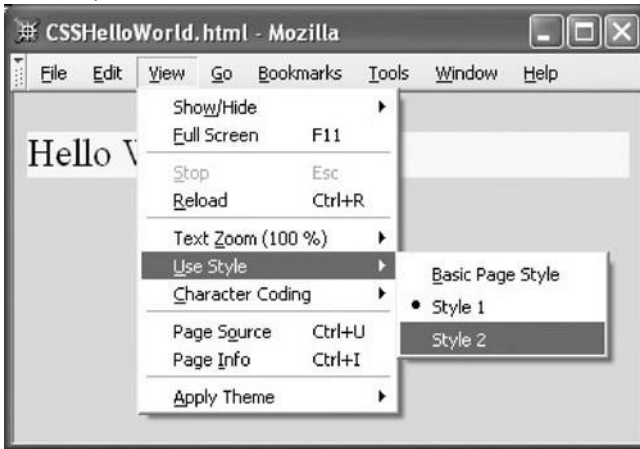 CSSHelloWorld.html - Mozilla
File Edit View Go Bookmarks Tools Window Help
Show/Hide
Full Screen F11
Hello
Stop Esc
Reload Ctrl+R
Text Zoom (100 %)
Use Style
Character Coding
Basic Page Style
Style 1
Style 2
Page Source Ctrl+U
Page Info Ctrl+I
Apply Theme